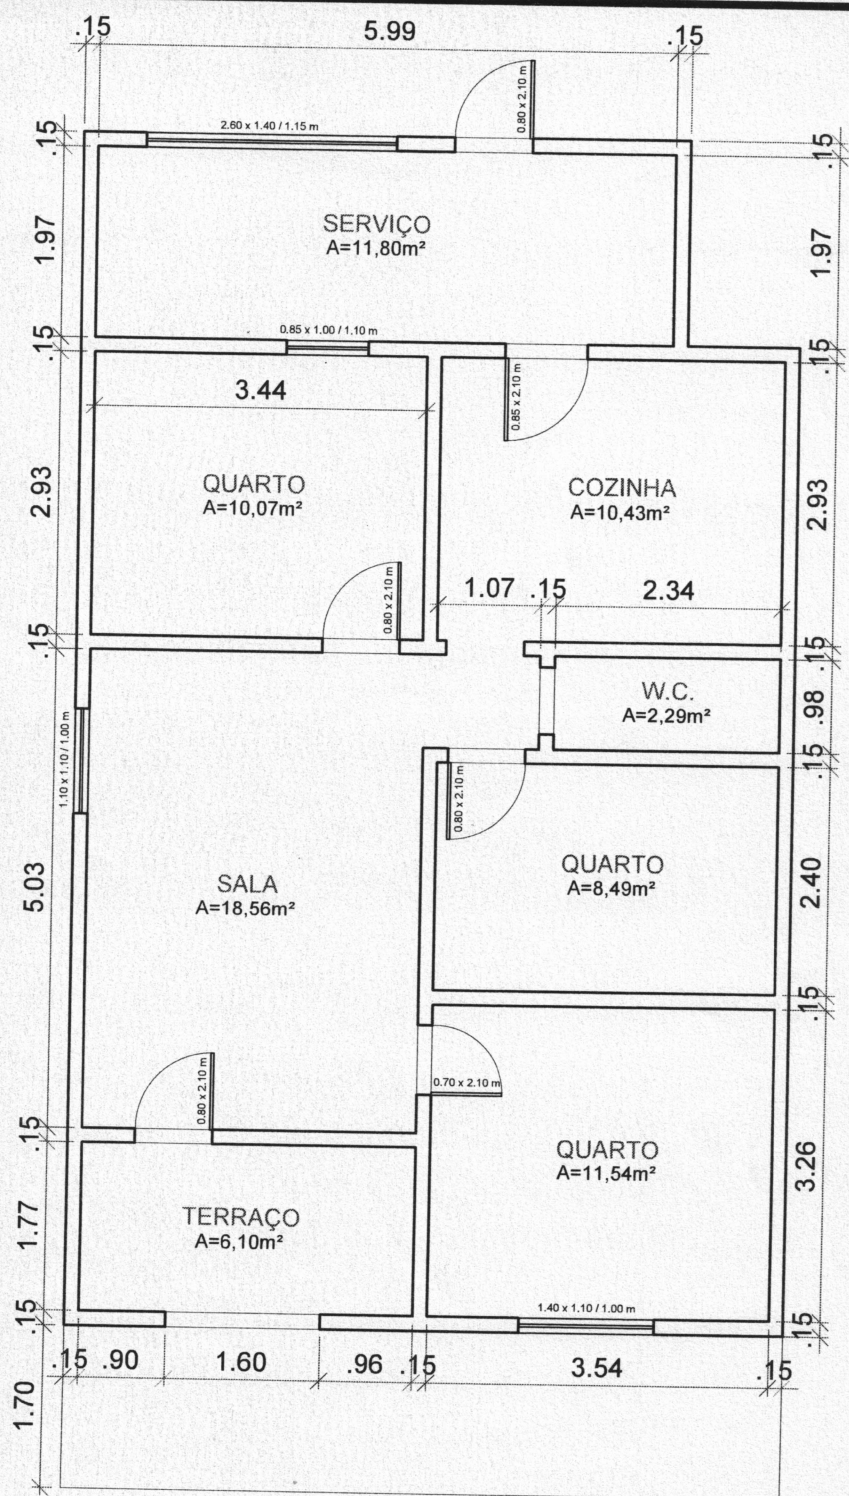 .15
5.99
.15
0.80 x 2.10 m
2.60 x 1.40 / 1.15 m
.15
.15
SERVIÇO
A=11,80m²
1.97
1.97
0.85 x 1.00 / 1.10 m
.15
.15
0.85 x 2.10 m
3.44
QUARTO
A=10,07m²
COZINHA
A=10,43m²
2.93
2.93
0.80 x 2.10 m
1.07
.15
2.34
.15
.15
W.C.
A=2,29m²
.98
1.10 x 1.10 / 1.00 m
.15
0.80 x 2.10 m
QUARTO
A=8,49m²
SALA
A=18,56m²
5.03
2.40
.15
0.70 x 2.10 m
0.80 x 2.10 m
.15
QUARTO
A=11,54m²
3.26
TERRAÇO
A=6,10m²
1.77
1.40 x 1.10 / 1.00 m
.15
.15
.15
.90
1.60
.96
.15
3.54
.15
1.70